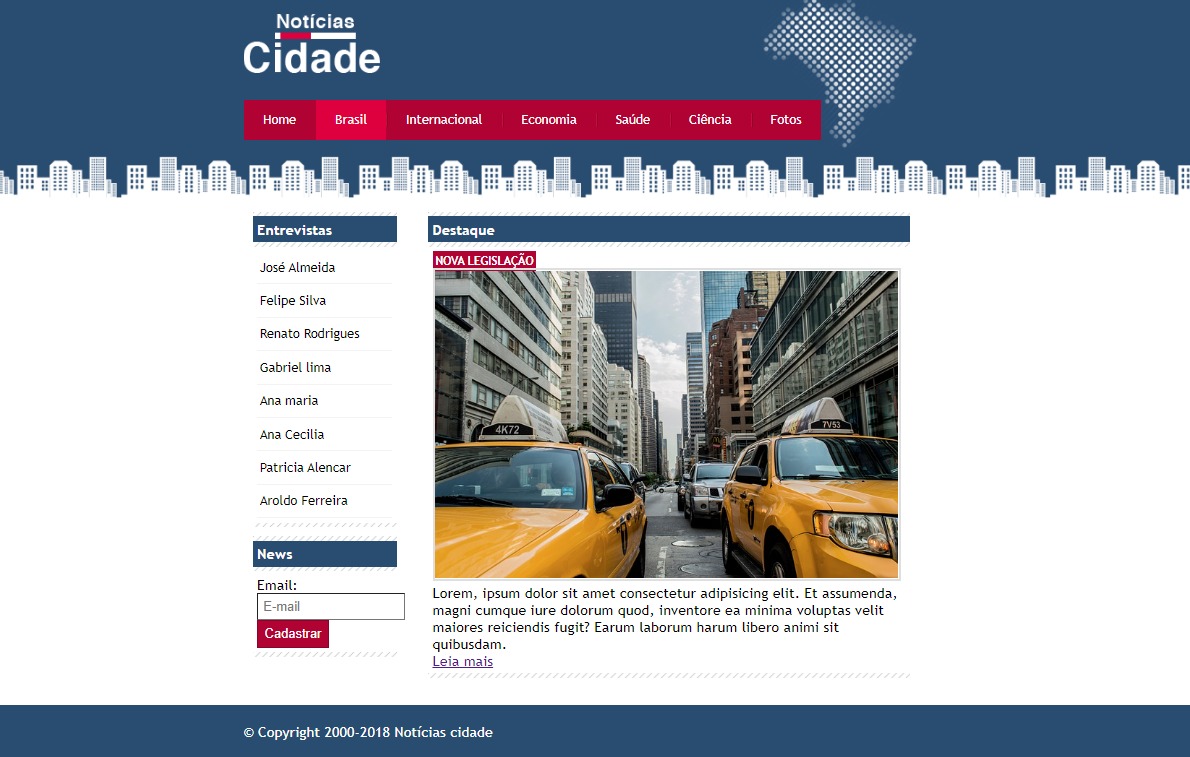 Notícias
Cidade
Home Brasil Internacional Economia Saúde Ciência Fotos
Entrevistas
José Almeida
Felipe Silva
Renato Rodrigues
Gabriel lima
Ana maria
Ana Cecilia
Patricia Alencar
Aroldo Ferreira
News
Email:
E-mail
Cadastrar
Destaque
NOVA LEGISLAÇÃO
4K72
7V53
Lorem, ipsum dolor sit amet consectetur adipisicing elit. Et assumenda,
magni cumque iure dolorum quod, inventore ea minima voluptas velit
maiores reiciendis fugit? Earum laborum harum libero animi sit
quibusdam.
Leia mais
© Copyright 2000-2018 Notícias cidade